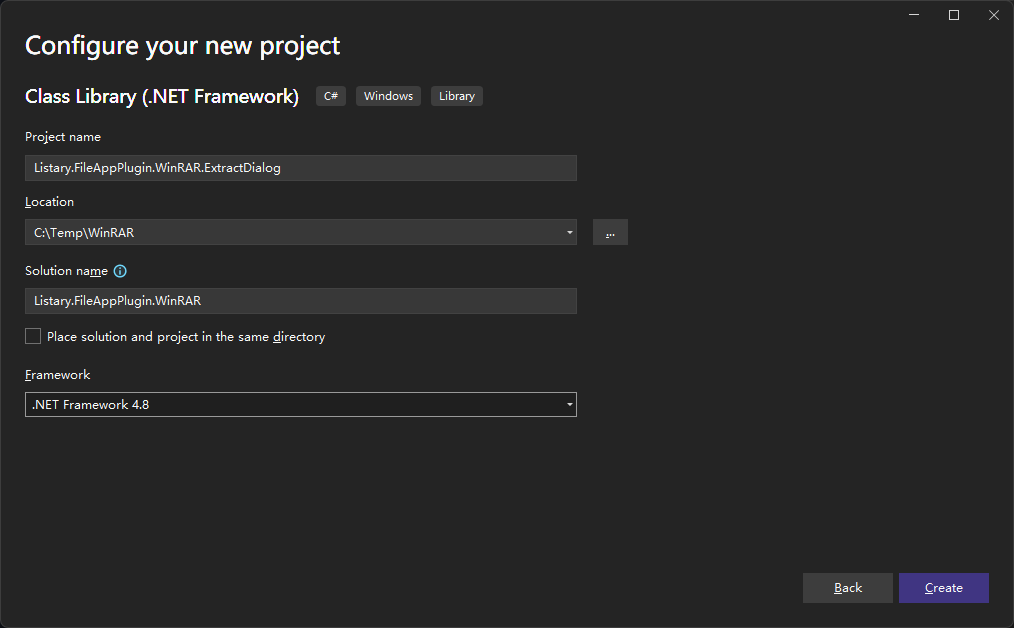 Configure your new project
Class Library (.NET Framework) C# Windows Library
Project name
Listary.FileAppPlugin.WinRAR.ExtractDialog
Location
C:\Temp\WinRAR
...
Solution name
Listary.FileAppPlugin.WinRAR
Place solution and project in the same directory
Framework
.NET Framework 4.8
Back Create